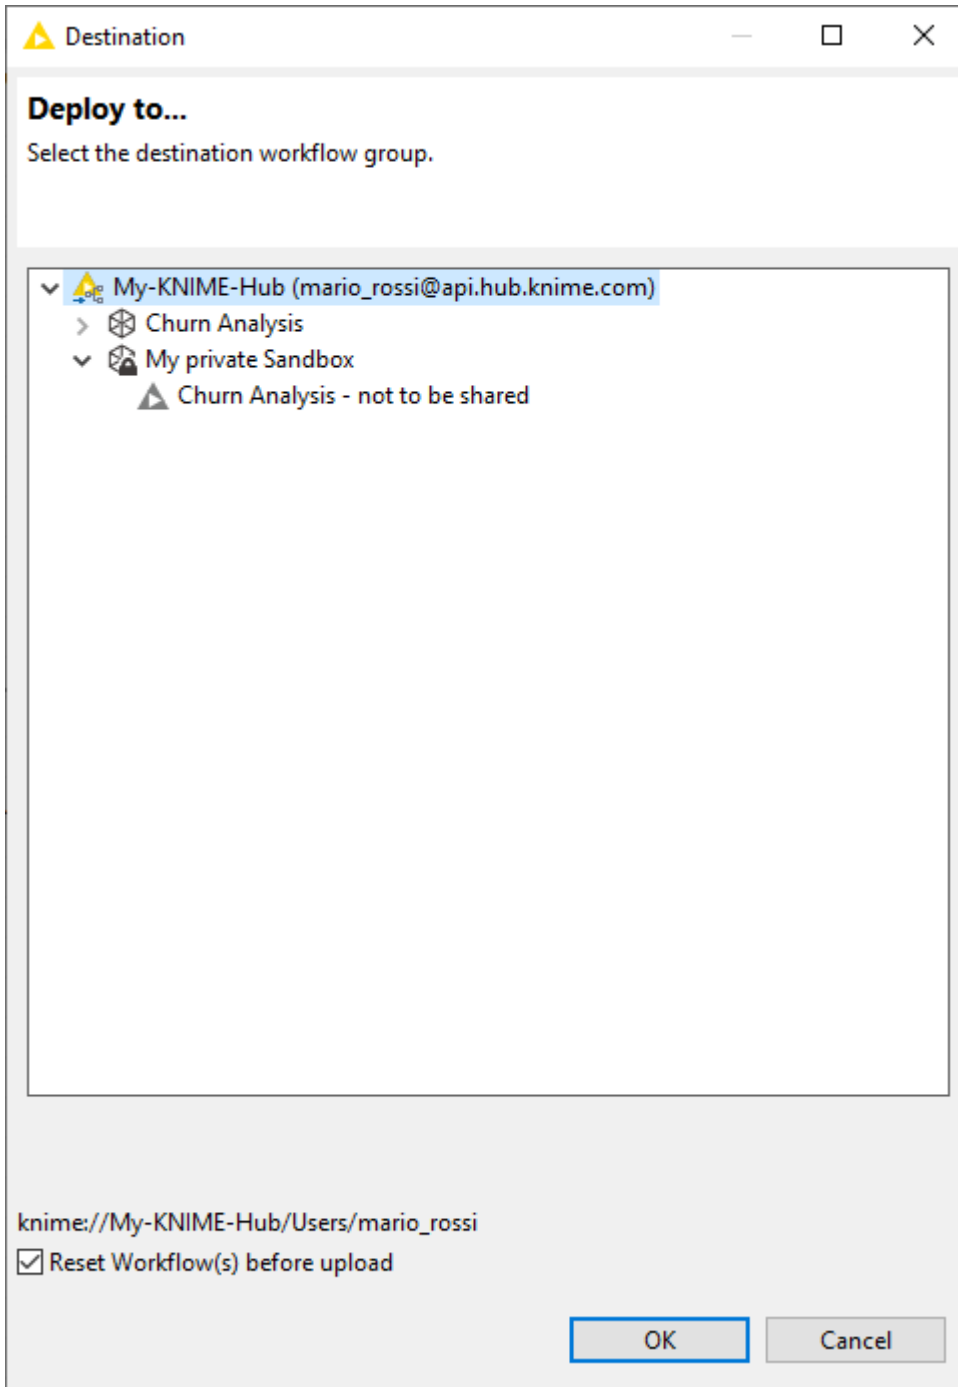 Destination
Deploy to...
Select the destination workflow group.
My-KNIME-Hub (mario_rossi@api.hub.knime.com)
Churn Analysis
My private Sandbox
Churn Analysis - not to be shared
knime://My-KNIME-Hub/Users/mario_rossi
Reset Workflow(s) before upload
OK Cancel